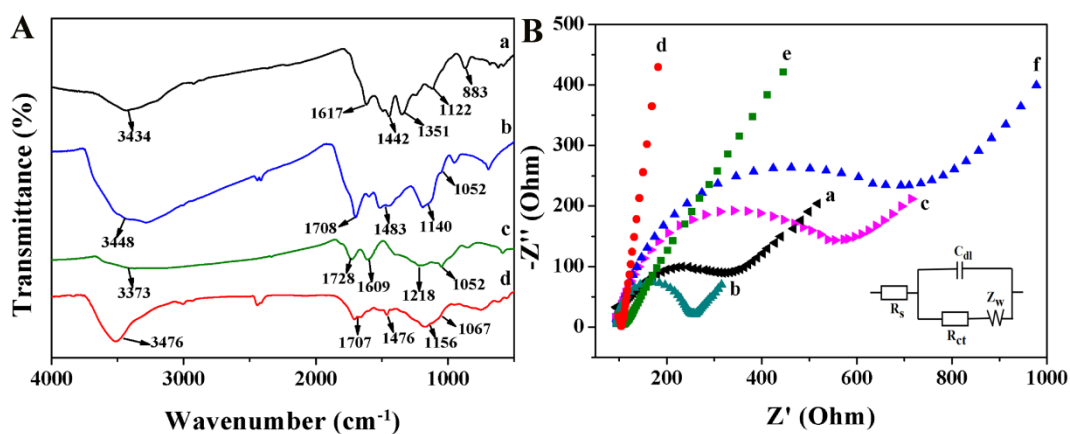 A
Transmittance (%)
a
3434
1617
1442
1351
1122
883
b
3448
1708
1483
1140
1052
c
3373
1728
1609
1218
1052
d
3476
1707
1476
1156
1067
4000 3000 2000 1000
Wavenumber (cm-1)
B
-Z'' (Ohm)
500
400
300
200
100
0
d
e
f
a
c
b
Cdl
Rs
Zw
Rct
200 400 600 800 1000
Z' (Ohm)